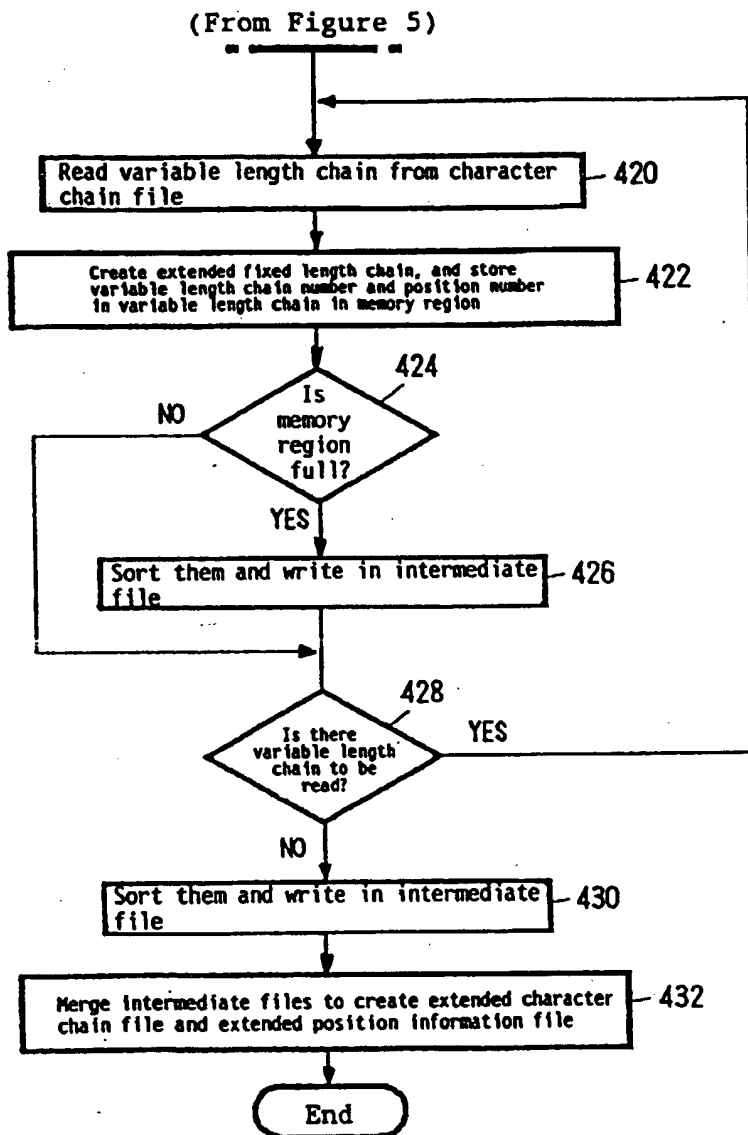 (From Figure 5)
Read variable length chain from character
chain file
420
Create extended fixed length chain, and store
variable length chain number and position number
in variable length chain in memory region
422
424
Is
memory
region
full?
NO
YES
Sort them and write in intermediate
file
426
428
Is there
variable length
chain to be
read?
YES
NO
Sort them and write in intermediate
file
430
Merge intermediate files to create extended character
chain file and extended position information file
432
End